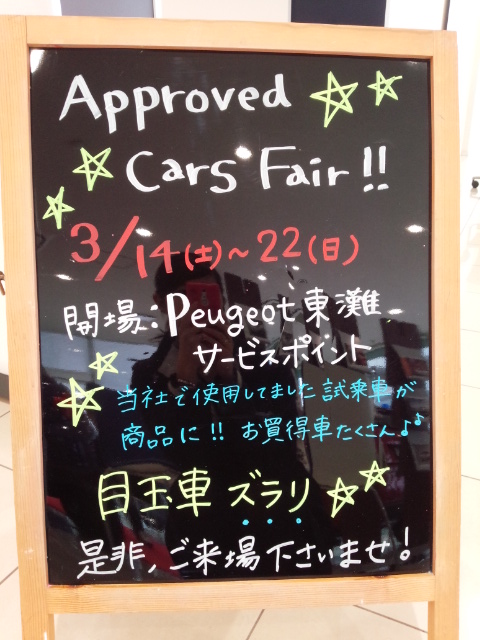 Approved
Cars Fair!!
3/14(土)~22(日)
開場:Peugeot東灘
サービスポイント
当社で使用してました試乗車が
商品に!! お買得車たくさん♪♪
目玉車 ズラリ
是非,ご来場下さいませ!